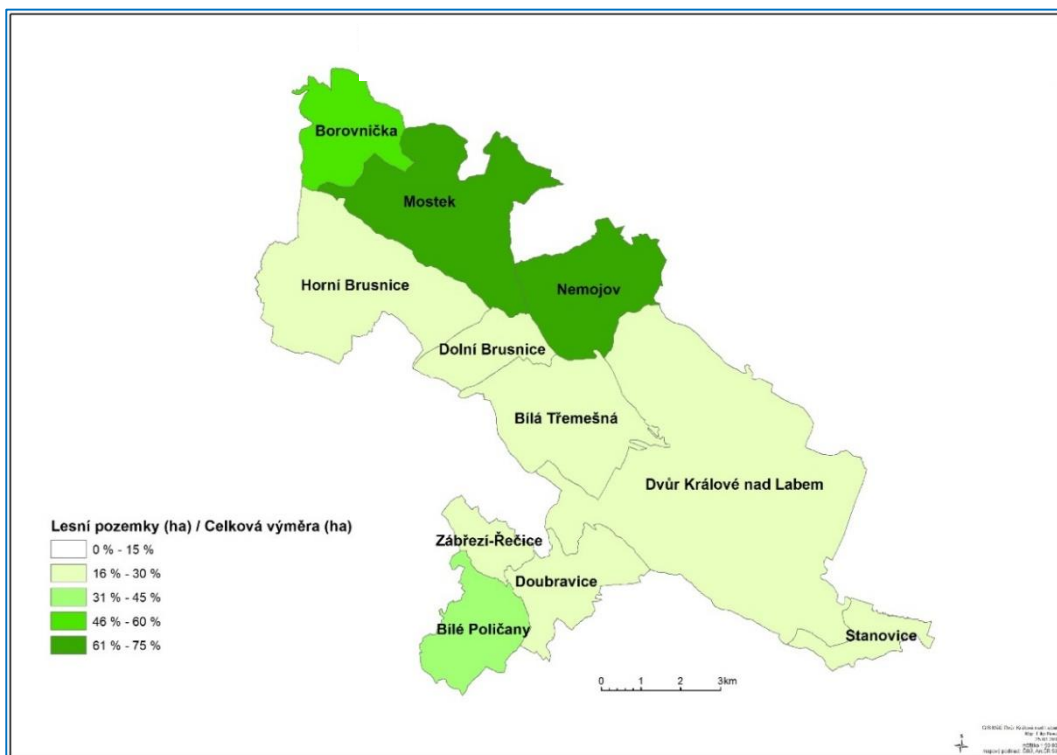 Borovnička
Mostek
Horní Brusnice
Nemojov
Dolní Brusnice
Bílá Třemešná
Dvůr Králové nad Labem
Lesní pozemky (ha) / Celková výměra (ha)
0 % - 15 %
16 % - 30 %
31 % - 45 %
46 % - 60 %
61 % - 75 %
Zábřezí-Řečice
Doubravice
Bílé Poličany
Stanovice
0 1 2 3km